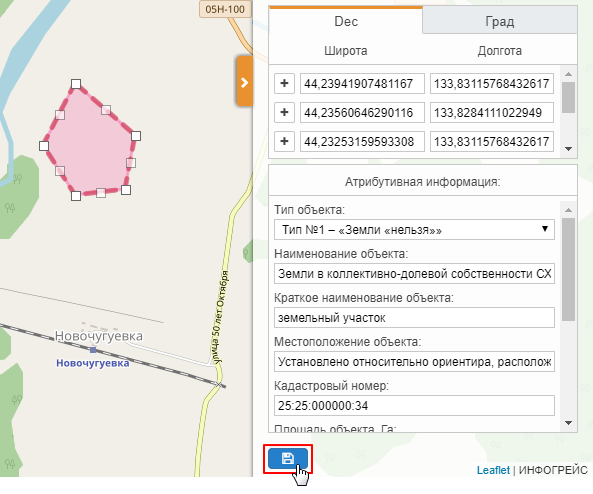 05Н-100
улица 50 лет Октября
Новочугуевка
Новочугуевка
Dec
Град
Широта
Долгота
44,23941907481167
133,83115768432617
44,23560646290116
133,8284111022949
44,23253159593308
133,83115768432617
Атрибутивная информация:
Тип объекта:
Тип №1 – «Земли «нельзя»»
Наименование объекта:
Земли в коллективно-долевой собственности СХ
Краткое наименование объекта:
земельный участок
Местоположение объекта:
Установлено относительно ориентира, располож
Кадастровый номер:
25:25:000000:34
Площадь объекта, Га:
Leaflet | ИНФОГРЕЙС